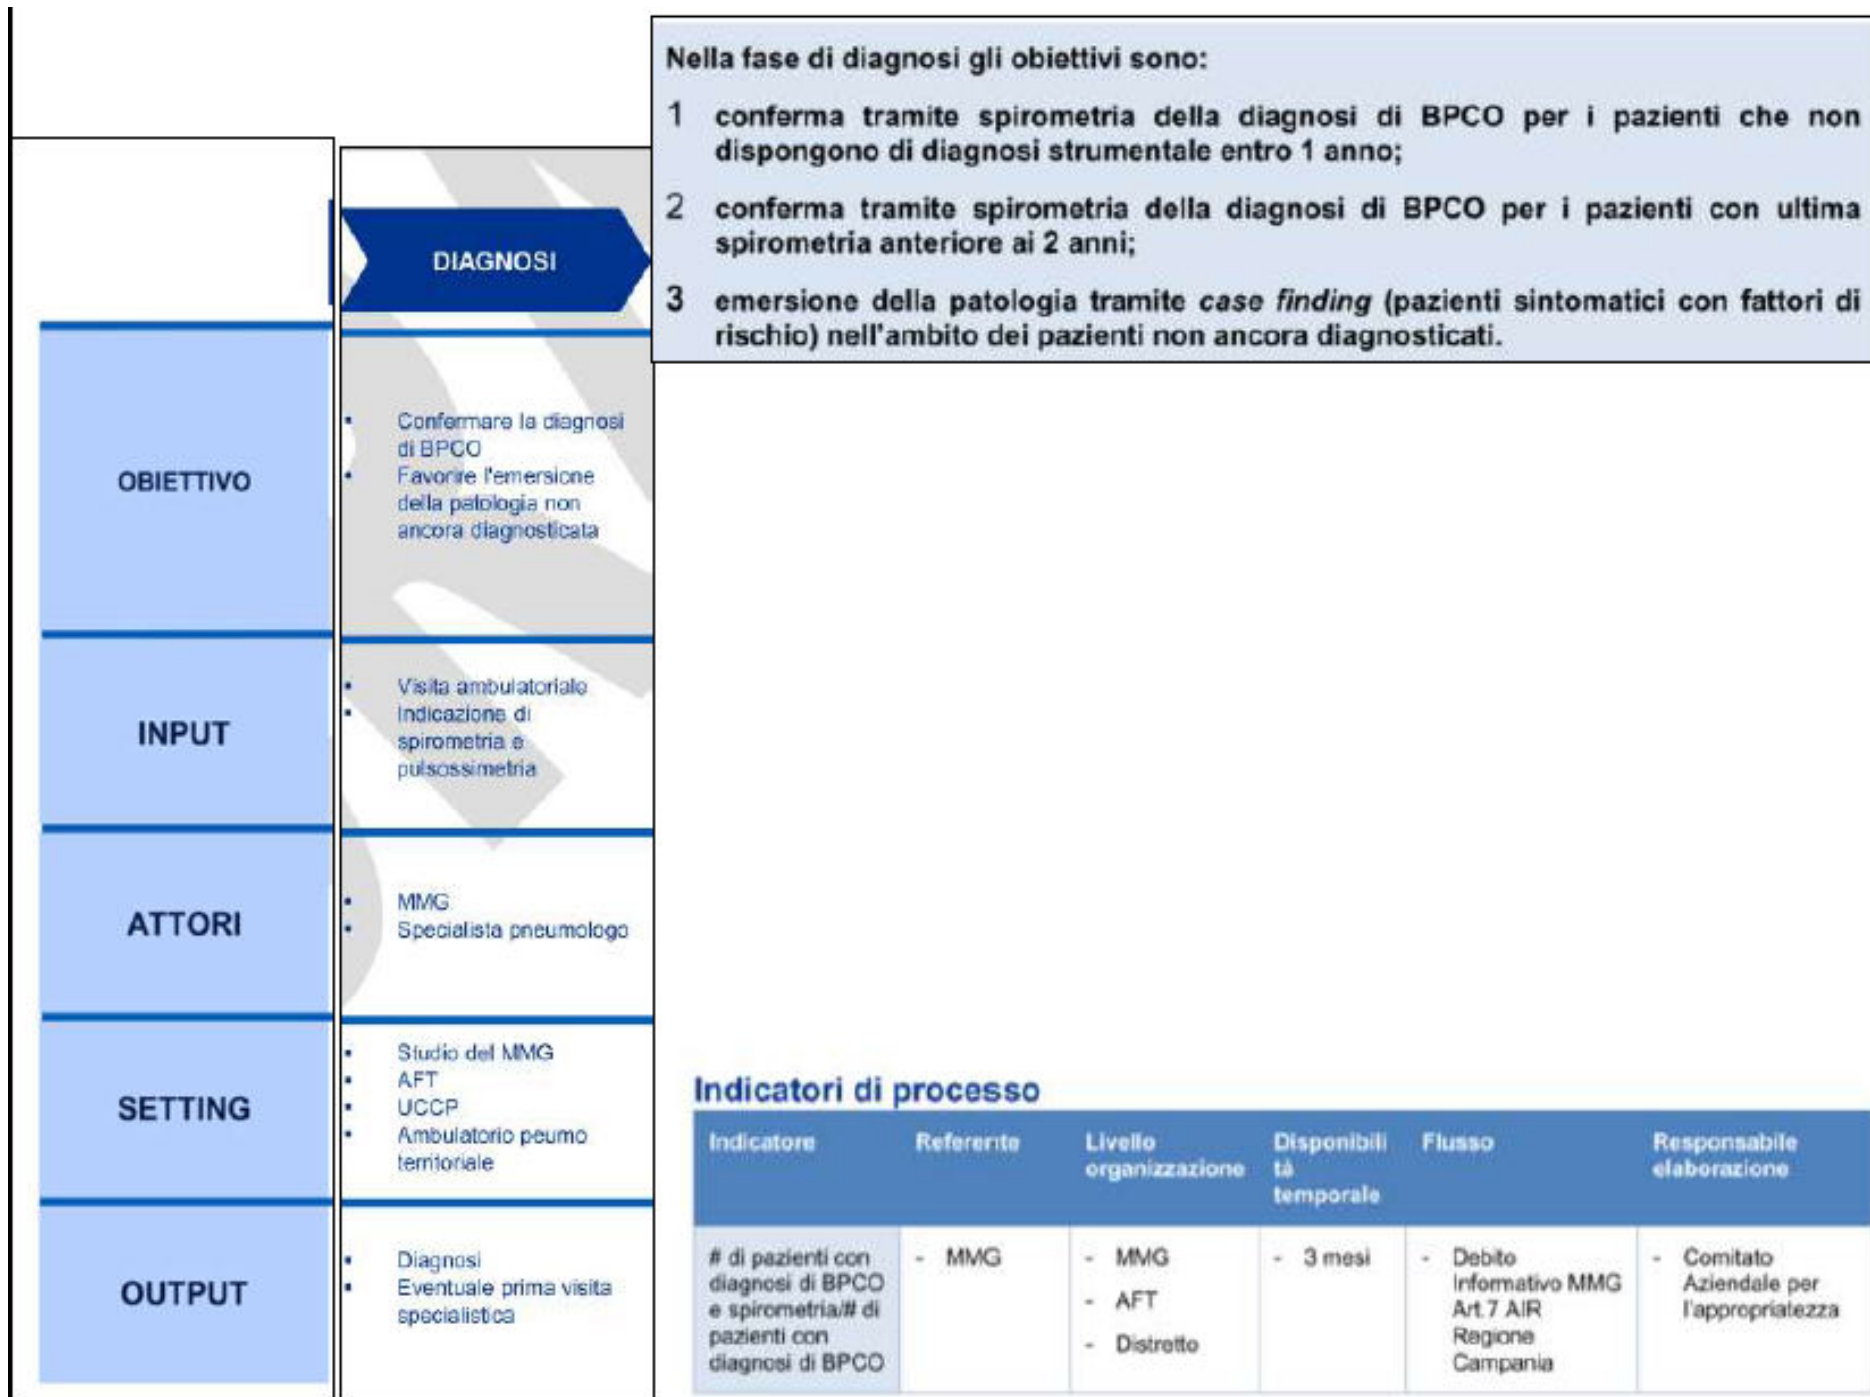 Nella fase di diagnosi gli obiettivi sono:
1 conferma tramite spirometria della diagnosi di BPCO per i pazienti che non
dispongono di diagnosi strumentale entro 1 anno;
2 conferma tramite spirometria della diagnosi di BPCO per i pazienti con ultima
spirometria anteriore ai 2 anni;
3 emersione della patologia tramite case finding (pazienti sintomatici con fattori di
rischio) nell'ambito dei pazienti non ancora diagnosticati.
DIAGNOSI
OBIETTIVO
▪ Confermare la diagnosi
di BPCO
▪ Favorire l'emersione
della patologia non
ancora diagnosticata
INPUT
▪ Visita ambulatoriale
▪ Indicazione di
spirometria e
pulsossimetria
ATTORI
▪ MMG
▪ Specialista pneumologo
SETTING
▪ Studio del MMG
▪ AFT
▪ UCCP
▪ Ambulatorio peumo
territoriale
OUTPUT
▪ Diagnosi
▪ Eventuale prima visita
specialistica
Indicatori di processo
Indicatore
Referente
Livello
organizzazione
Disponibili
tà
temporale
Flusso
Responsabile
elaborazione
# di pazienti con
diagnosi di BPCO
e spirometria/# di
pazienti con
diagnosi di BPCO
- MMG
- MMG
- AFT
- Distretto
- 3 mesi
- Debito
Informativo MMG
Art.7 AIR
Regione
Campania
- Comitato
Aziendale per
l'appropriatezza